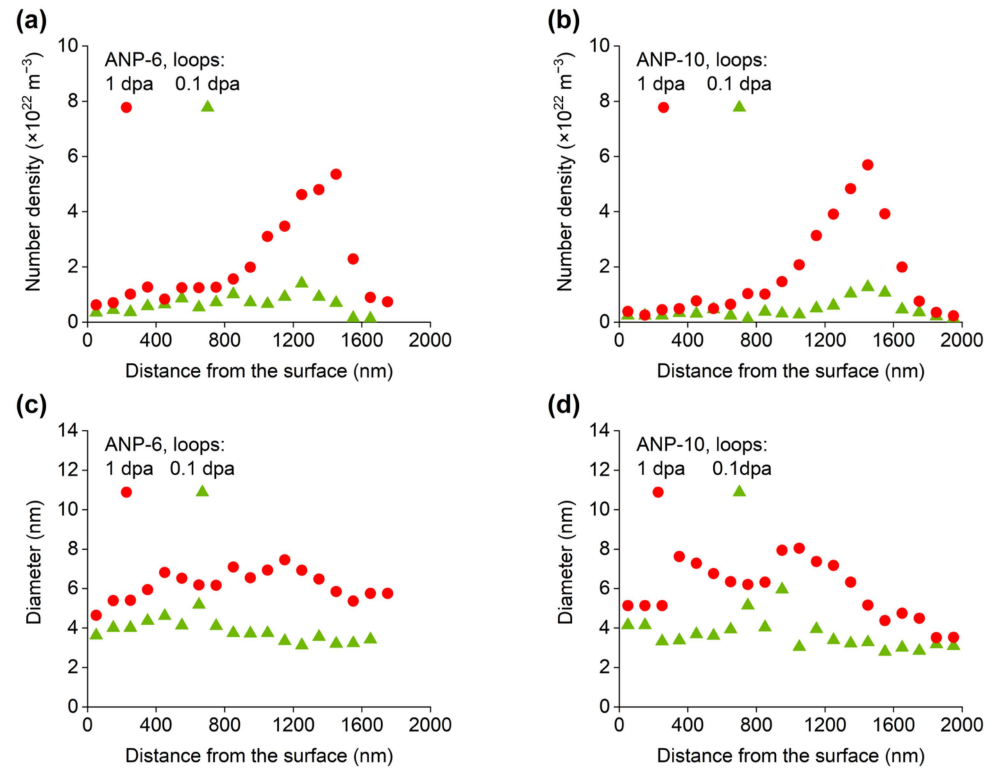 (a)
ANP-6, loops:
1 dpa 0.1 dpa
Number density (×10²² m⁻³)
10
8
6
4
2
0
0 400 800 1200 1600 2000
Distance from the surface (nm)
(b)
ANP-10, loops:
1 dpa 0.1 dpa
Number density (×10²² m⁻³)
10
8
6
4
2
0
0 400 800 1200 1600 2000
Distance from the surface (nm)
(c)
ANP-6, loops:
1 dpa 0.1 dpa
Diameter (nm)
14
12
10
8
6
4
2
0
0 400 800 1200 1600 2000
Distance from the surface (nm)
(d)
ANP-10, loops:
1 dpa 0.1dpa
Diameter (nm)
14
12
10
8
6
4
2
0
0 400 800 1200 1600 2000
Distance from the surface (nm)